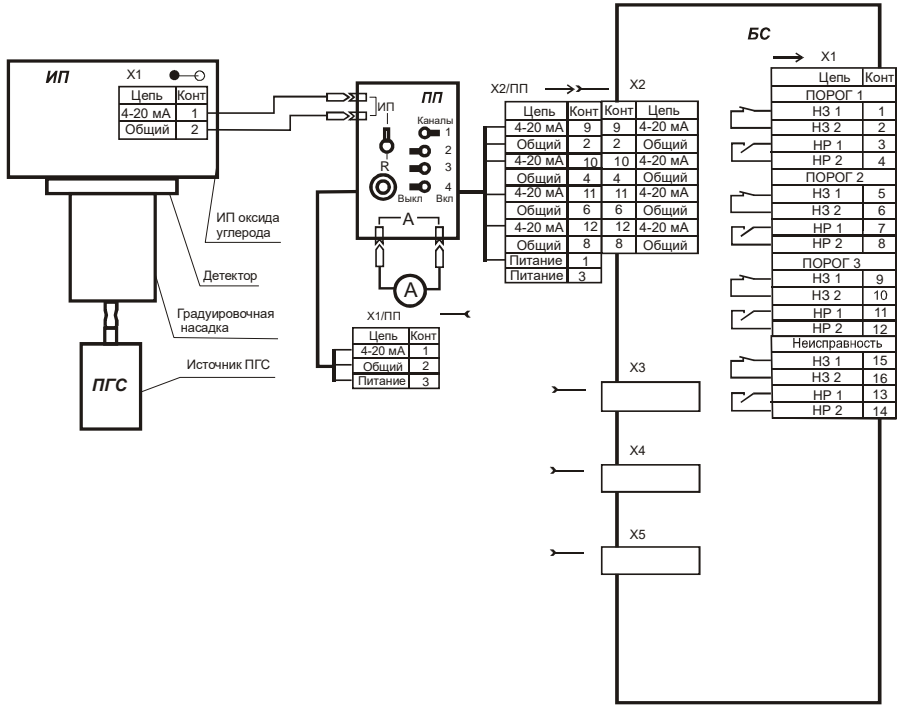 ИП
X1
Цепь Конт
4-20 мА 1
Общий 2
ИП оксида
углерода
Детектор
Градуировочная
насадка
Источник ПГС
ПГС
ПП
ИП
Каналы
1
2
3
4
R
Выкл Вкл
A
A
X1/ПП
Цепь Конт
4-20 мА 1
Общий 2
Питание 3
X2/ПП
X2
Цепь Конт Конт Цепь
4-20 мА 9 9 4-20 мА
Общий 2 2 Общий
4-20 мА 10 10 4-20 мА
Общий 4 4 Общий
4-20 мА 11 11 4-20 мА
Общий 6 6 Общий
4-20 мА 12 12 4-20 мА
Общий 8 8 Общий
Питание 1
Питание 3
X3
X4
X5
БС
X1
Цепь Конт
ПОРОГ 1
НЗ 1 1
НЗ 2 2
НР 1 3
НР 2 4
ПОРОГ 2
НЗ 1 5
НЗ 2 6
НР 1 7
НР 2 8
ПОРОГ 3
НЗ 1 9
НЗ 2 10
НР 1 11
НР 2 12
Неисправность
НЗ 1 15
НЗ 2 16
НР 1 13
НР 2 14